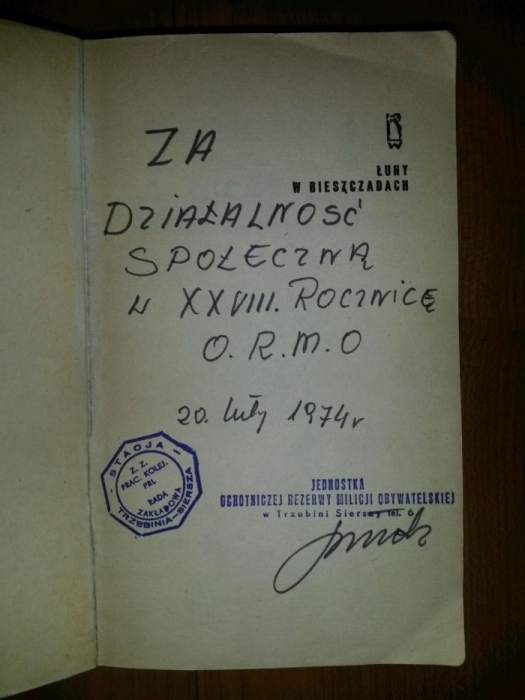 ŁUNY
W BIESZCZADACH
ZA
DZIAŁALNOŚĆ
SPOŁECZNĄ
W XXVIII. ROCZNICĘ
O.R.M.O
20. luty 1974r
STACJA
Z. Z.
PRAC. KOLEJ.
PRL
RADA
ZAKŁADOWA
TRZEBINIA-SIERSZA
JEDNOSTKA
OCHOTNICZEJ REZERWY MILICJI OBYWATELSKIEJ
w Trzebini Sierszy tel. 6